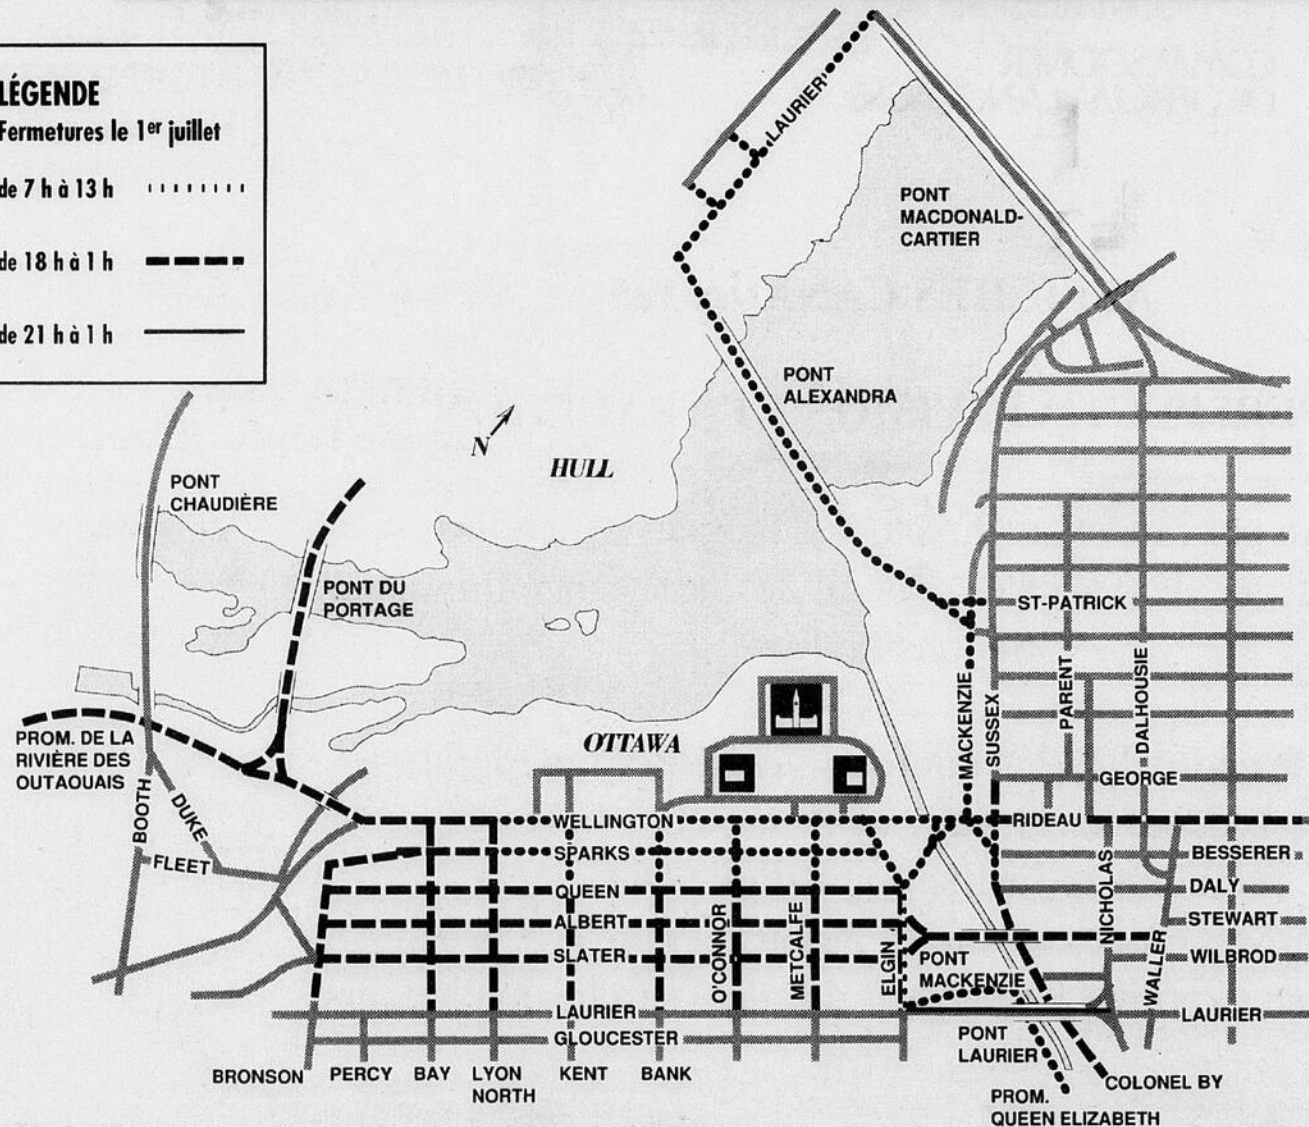 LÉGENDE
Fermetures le 1er juillet
de 7 h à 13 h
de 18 h à 1 h
de 21 h à 1 h
LAURIER
PONT
MACDONALD-
CARTIER
PONT
ALEXANDRA
N
HULL
PONT
CHAUDIÈRE
PONT DU
PORTAGE
ST-PATRICK
MACKENZIE
SUSSEX
PARENT
DALHOUSIE
OTTAWA
PROM. DE LA
RIVIÈRE DES
OUTAOUAIS
BOOTH
DUKE
FLEET
GEORGE
WELLINGTON
RIDEAU
SPARKS
BESSERER
QUEEN
DALY
ALBERT
STEWART
SLATER
WILBROD
O'CONNOR
METCALFE
ELGIN
PONT
MACKENZIE
NICHOLAS
WALLER
LAURIER
LAURIER
GLOUCESTER
PONT
LAURIER
BRONSON
PERCY
BAY
LYON
NORTH
KENT
BANK
COLONEL BY
PROM.
QUEEN ELIZABETH